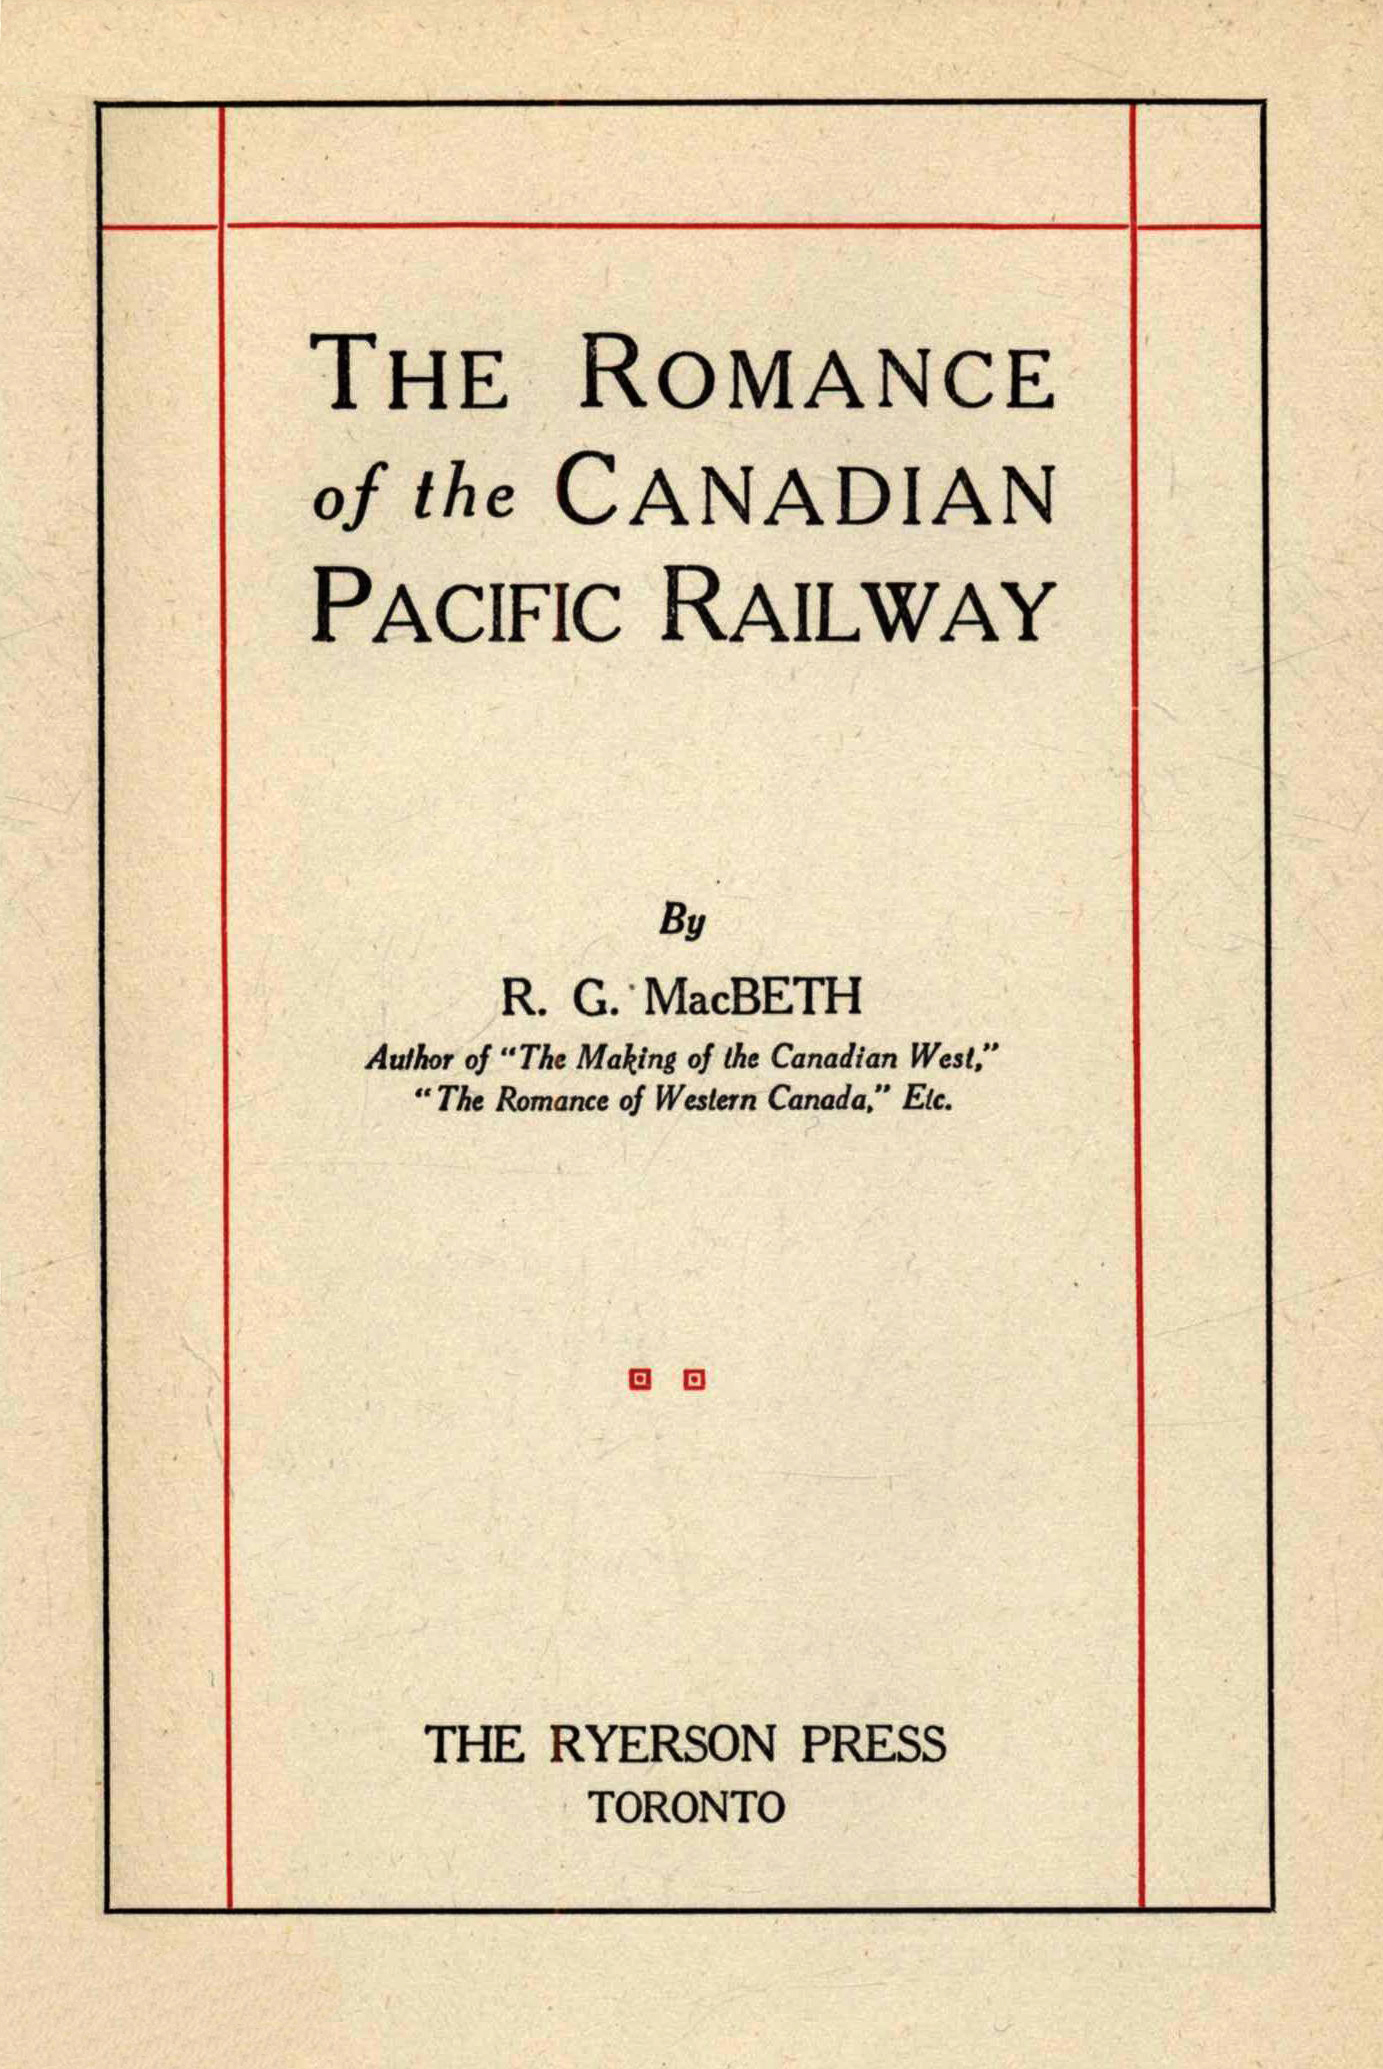 THE ROMANCE
of the CANADIAN
PACIFIC RAILWAY
By
R. G. MacBETH
Author of "The Making of the Canadian West,"
"The Romance of Western Canada," Etc.
THE RYERSON PRESS
TORONTO